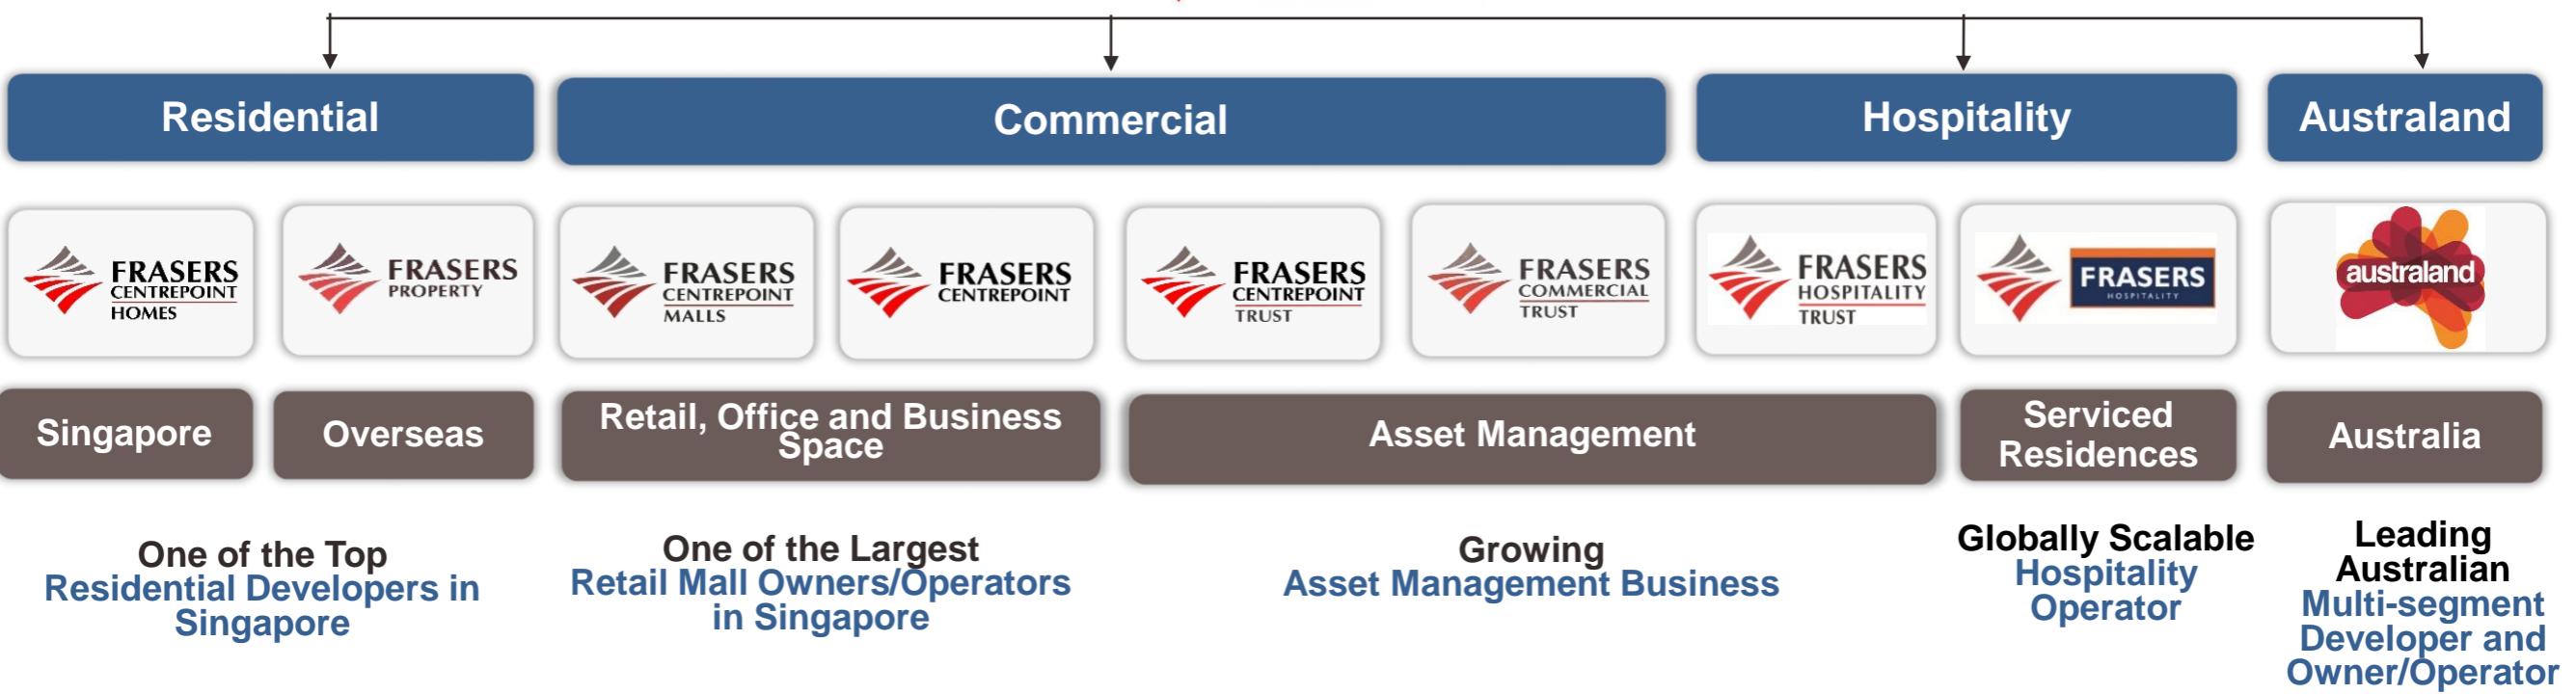 Residential
Commercial
Hospitality
Australand
FRASERS
CENTREPOINT
HOMES
FRASERS
PROPERTY
FRASERS
CENTREPOINT
MALLS
FRASERS
CENTREPOINT
FRASERS
CENTREPOINT
TRUST
FRASERS
COMMERCIAL
TRUST
FRASERS
HOSPITALITY
TRUST
FRASERS
HOSPITALITY
australand
Singapore
Overseas
Retail, Office and Business
Space
Asset Management
Serviced
Residences
Australia
One of the Top
Residential Developers in
Singapore
One of the Largest
Retail Mall Owners/Operators
in Singapore
Growing
Asset Management Business
Globally Scalable
Hospitality
Operator
Leading
Australian
Multi-segment
Developer and
Owner/Operator